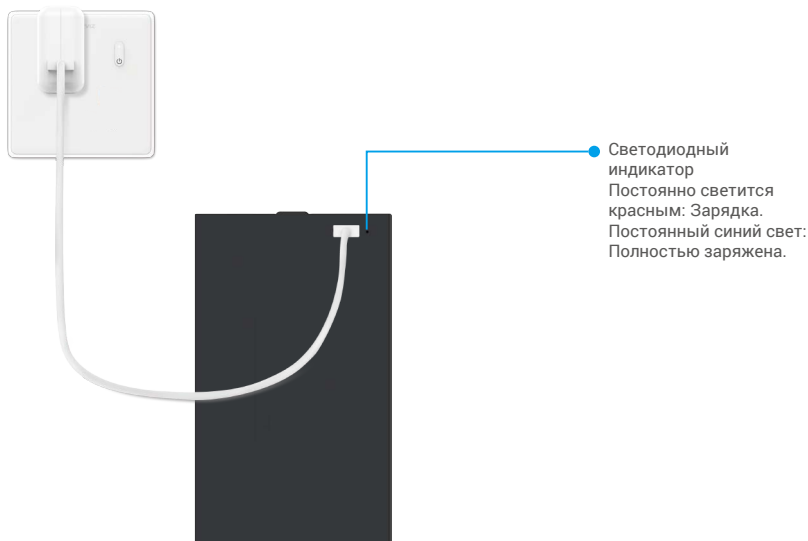 Светодиодный
индикатор
Постоянно светится
красным: Зарядка.
Постоянный синий свет:
Полностью заряжена.